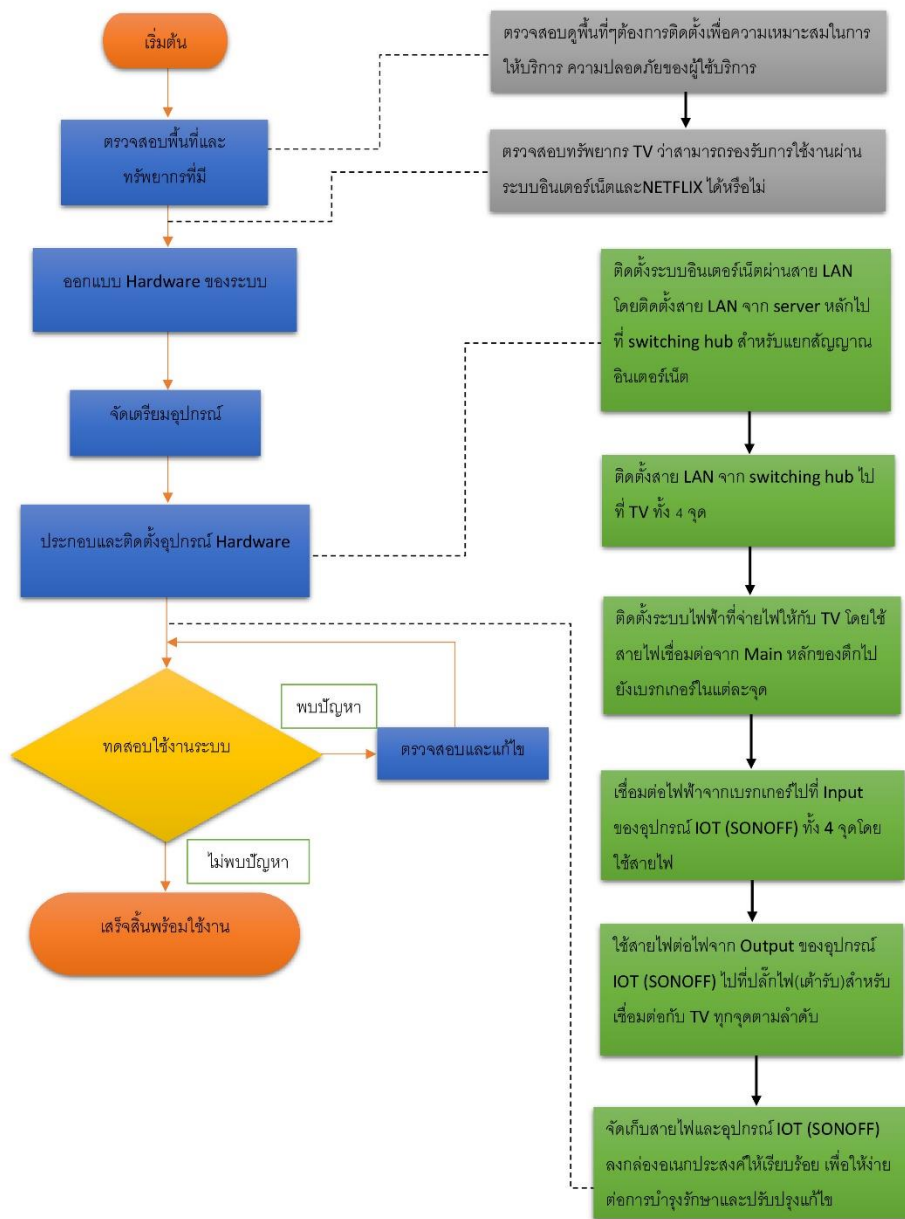 เริ่มต้น
ตรวจสอบพื้นที่และ
ทรัพยากรที่มี
ออกแบบ Hardware ของระบบ
จัดเตรียมอุปกรณ์
ประกอบและติดตั้งอุปกรณ์ Hardware
พบปัญหา
ทดสอบใช้งานระบบ
ตรวจสอบและแก้ไข
ไม่พบปัญหา
เสร็จสิ้นพร้อมใช้งาน
ตรวจสอบดูพื้นที่ๆต้องการติดตั้งเพื่อความเหมาะสมในการ
ให้บริการ ความปลอดภัยของผู้ใช้บริการ
ตรวจสอบทรัพยากร TV ว่าสามารถรองรับการใช้งานผ่าน
ระบบอินเตอร์เน็ตและNETFLIX ได้หรือไม่
ติดตั้งระบบอินเตอร์เน็ตผ่านสาย LAN
โดยติดตั้งสาย LAN จาก server หลักไป
ที่ switching hub สำหรับแยกสัญญาณ
อินเตอร์เน็ต
ติดตั้งสาย LAN จาก switching hub ไป
ที่ TV ทั้ง 4 จุด
ติดตั้งระบบไฟฟ้าที่จ่ายไฟให้กับ TV โดยใช้
สายไฟเชื่อมต่อจาก Main หลักของตึกไป
ยังเบรกเกอร์ในแต่ละจุด
เชื่อมต่อไฟฟ้าจากเบรกเกอร์ไปที่ Input
ของอุปกรณ์ IOT (SONOFF) ทั้ง 4 จุดโดย
ใช้สายไฟ
ใช้สายไฟต่อไฟจาก Output ของอุปกรณ์
IOT (SONOFF) ไปที่ปลั๊กไฟ(เต้ารับ)สำหรับ
เชื่อมต่อกับ TV ทุกจุดตามลำดับ
จัดเก็บสายไฟและอุปกรณ์ IOT (SONOFF)
ลงกล่องอเนกประสงค์ให้เรียบร้อย เพื่อให้ง่าย
ต่อการบำรุงรักษาและปรับปรุงแก้ไข